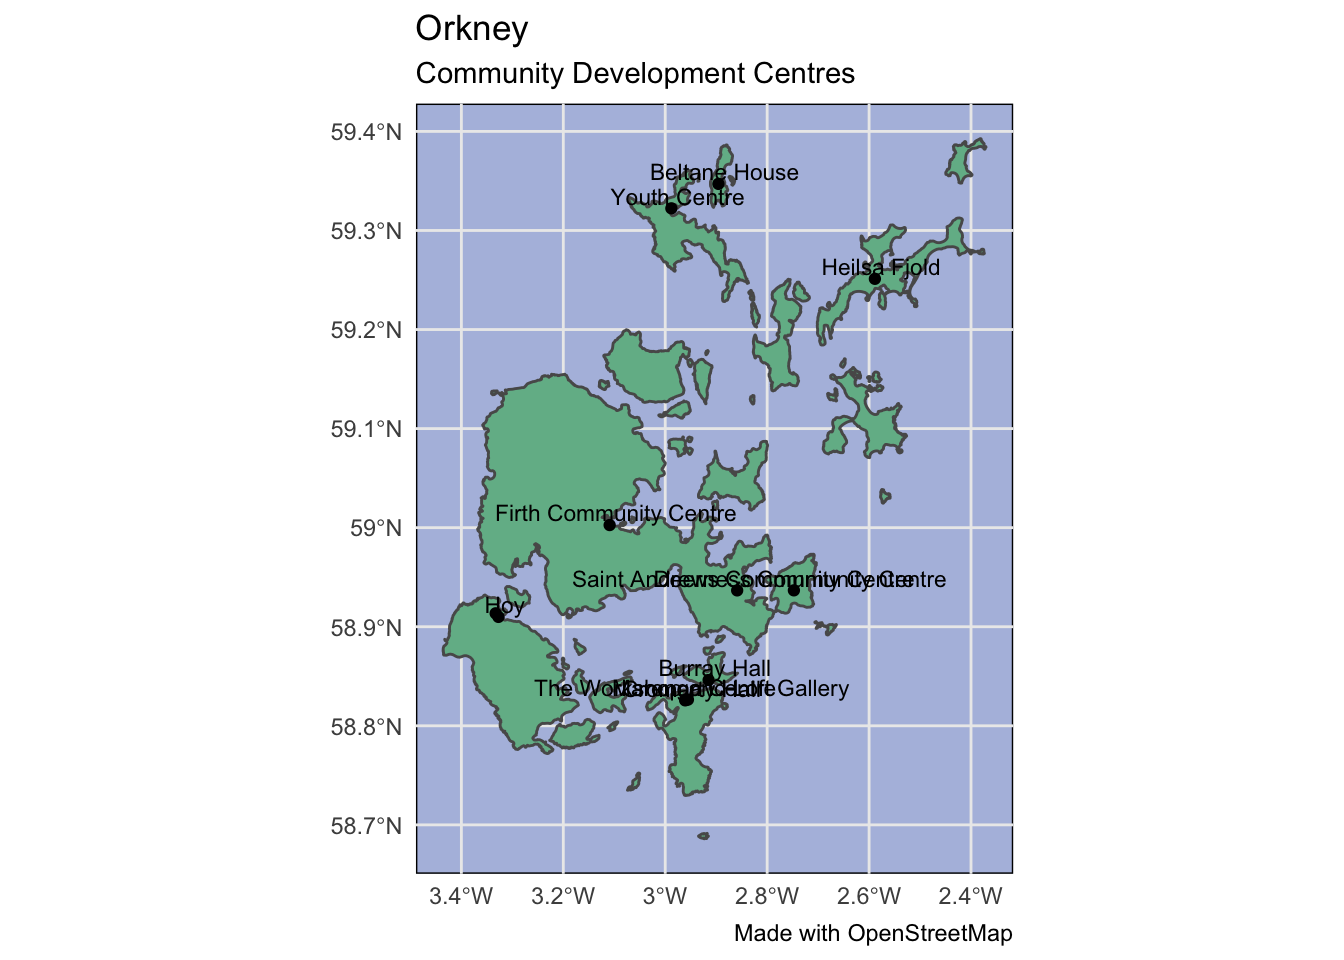 Orkney
Community Development Centres
59.4°N
Beltane House
Youth Centre
59.3°N
Heilsa Fjold
59.2°N
59.1°N
Firth Community Centre
59°N
Saint Andrews Community Centre
Deerness Community Centre
Hoy
58.9°N
Burray Hall
The Workshop and Loft Gallery
58.8°N
58.7°N
3.4°W 3.2°W 3°W 2.8°W 2.6°W 2.4°W
Made with OpenStreetMap